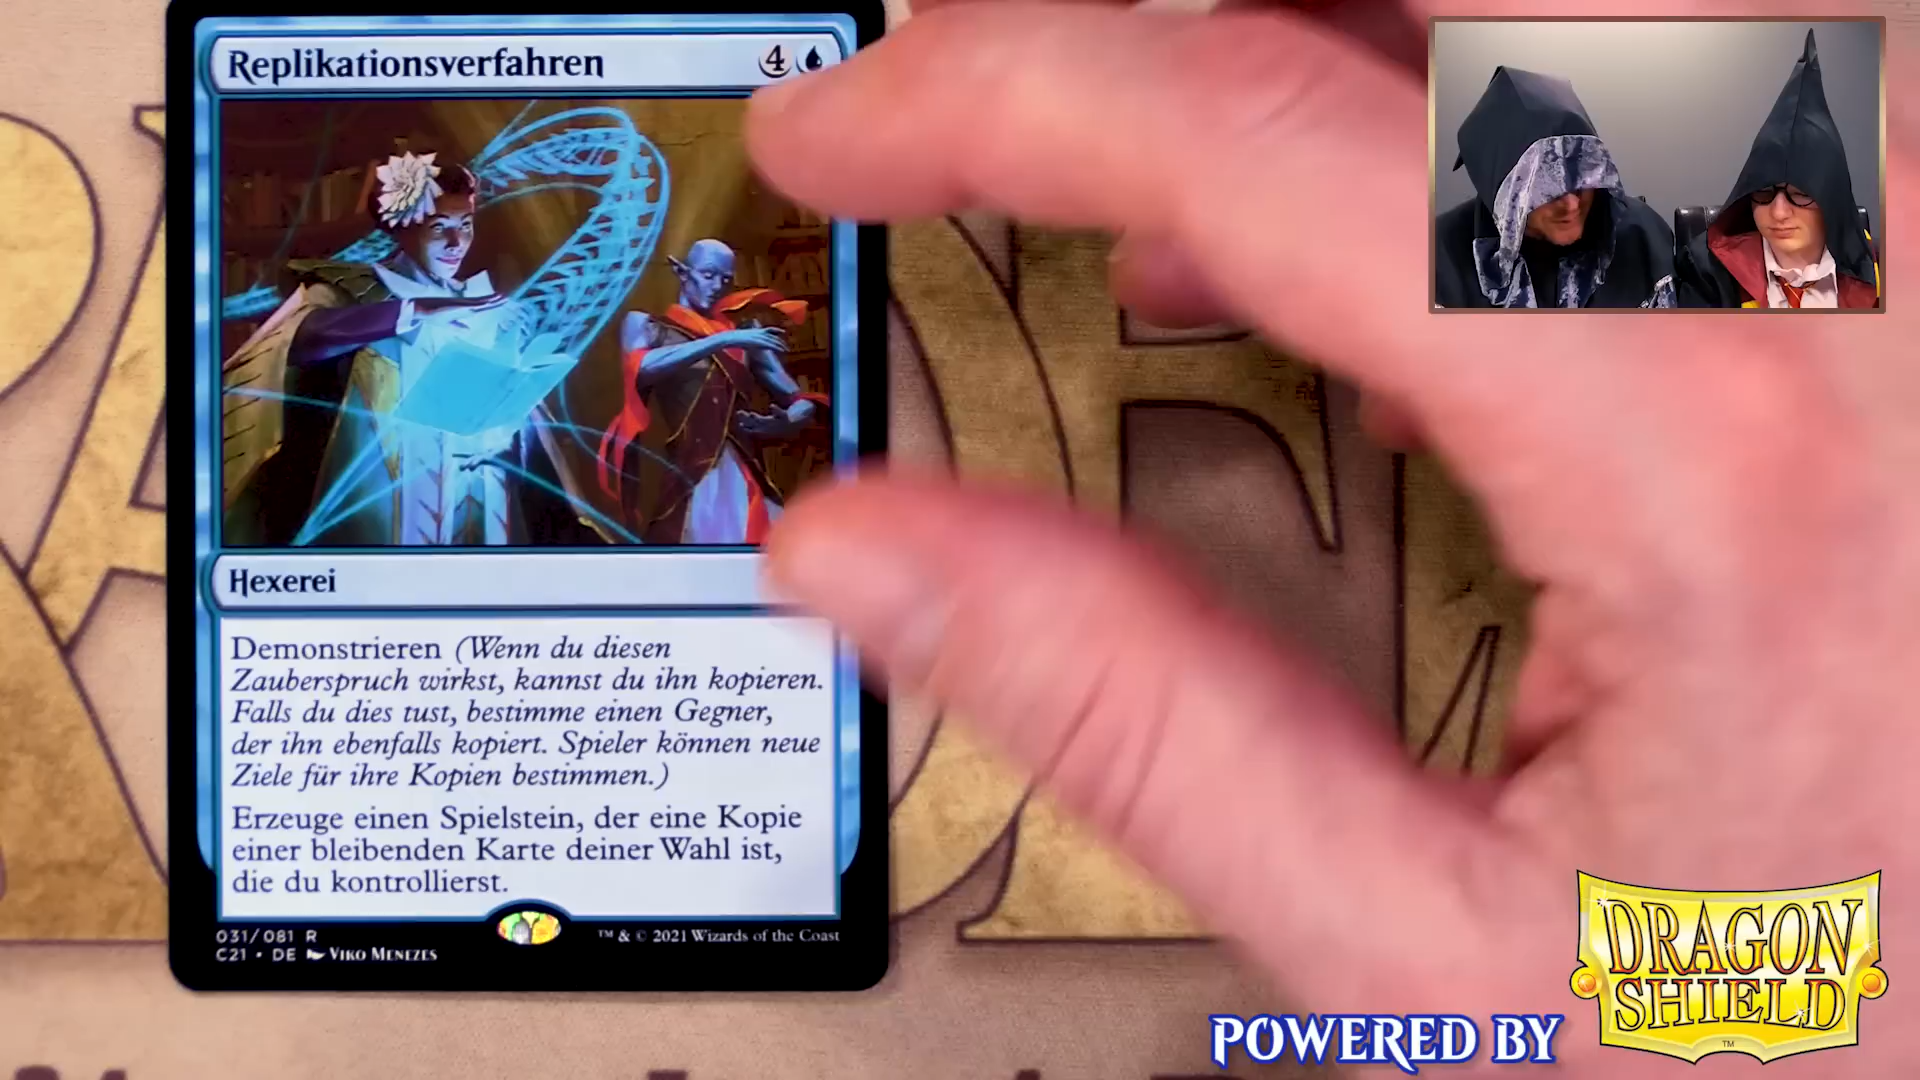 Replikationsverfahren
4
Hexerei
Demonstrieren (Wenn du diesen
Zauberspruch wirkst, kannst du ihn kopieren.
Falls du dies tust, bestimme einen Gegner,
der ihn ebenfalls kopiert. Spieler können neue
Ziele für ihre Kopien bestimmen.)
Erzeuge einen Spielstein, der eine Kopie
einer bleibenden Karte deiner Wahl ist,
die du kontrollierst.
031/081 R
C21 • DE Viko Menezes
™ & © 2021 Wizards of the Coast
POWERED BY
DRAGON
SHIELD
™